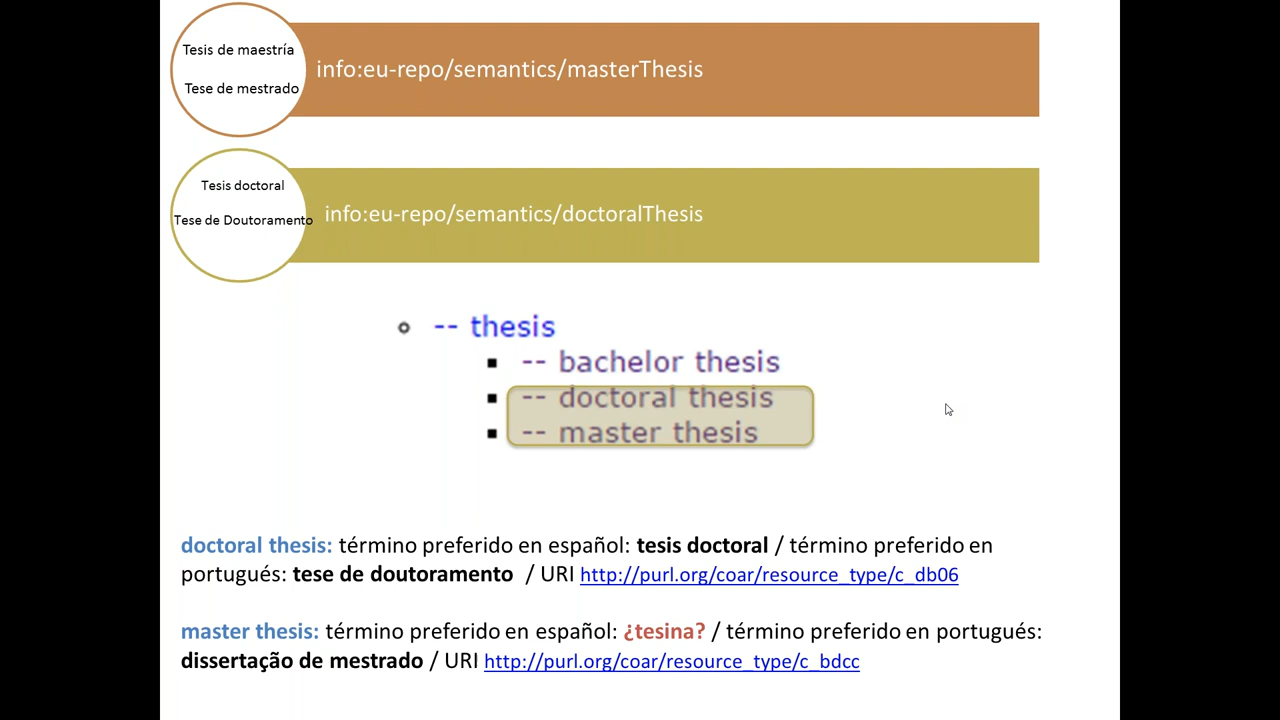 Tesis de maestría
Tese de mestrado
info:eu-repo/semantics/masterThesis
Tesis doctoral
Tese de Doutoramento
info:eu-repo/semantics/doctoralThesis
-- thesis
-- bachelor thesis
-- doctoral thesis
-- master thesis
doctoral thesis: término preferido en español: tesis doctoral / término preferido en
portugués: tese de doutoramento / URI http://purl.org/coar/resource_type/c_db06
master thesis: término preferido en español: ¿tesina? / término preferido en portugués:
dissertação de mestrado / URI http://purl.org/coar/resource_type/c_bdcc